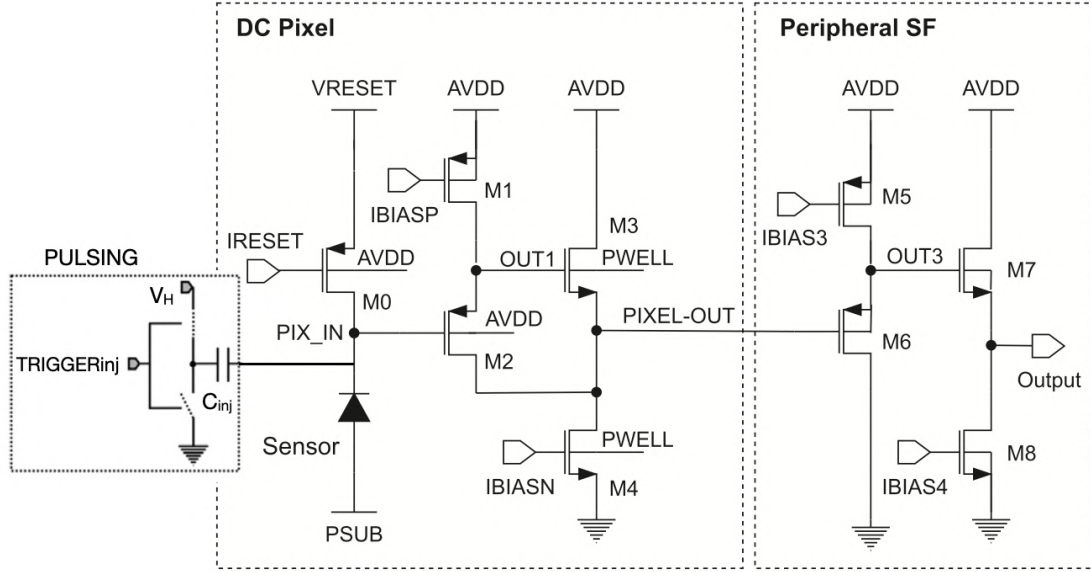 DC Pixel
Peripheral SF
VRESET
AVDD
AVDD
AVDD
AVDD
M1
IBIASP
M5
IBIAS3
M3
IRESET
AVDD
OUT1
PWELL
OUT3
M7
PULSING
VH
M0
PIX_IN
AVDD
PIXEL-OUT
M2
M6
TRIGGERinj
Cinj
Output
Sensor
PWELL
IBIASN
M4
M8
IBIAS4
PSUB